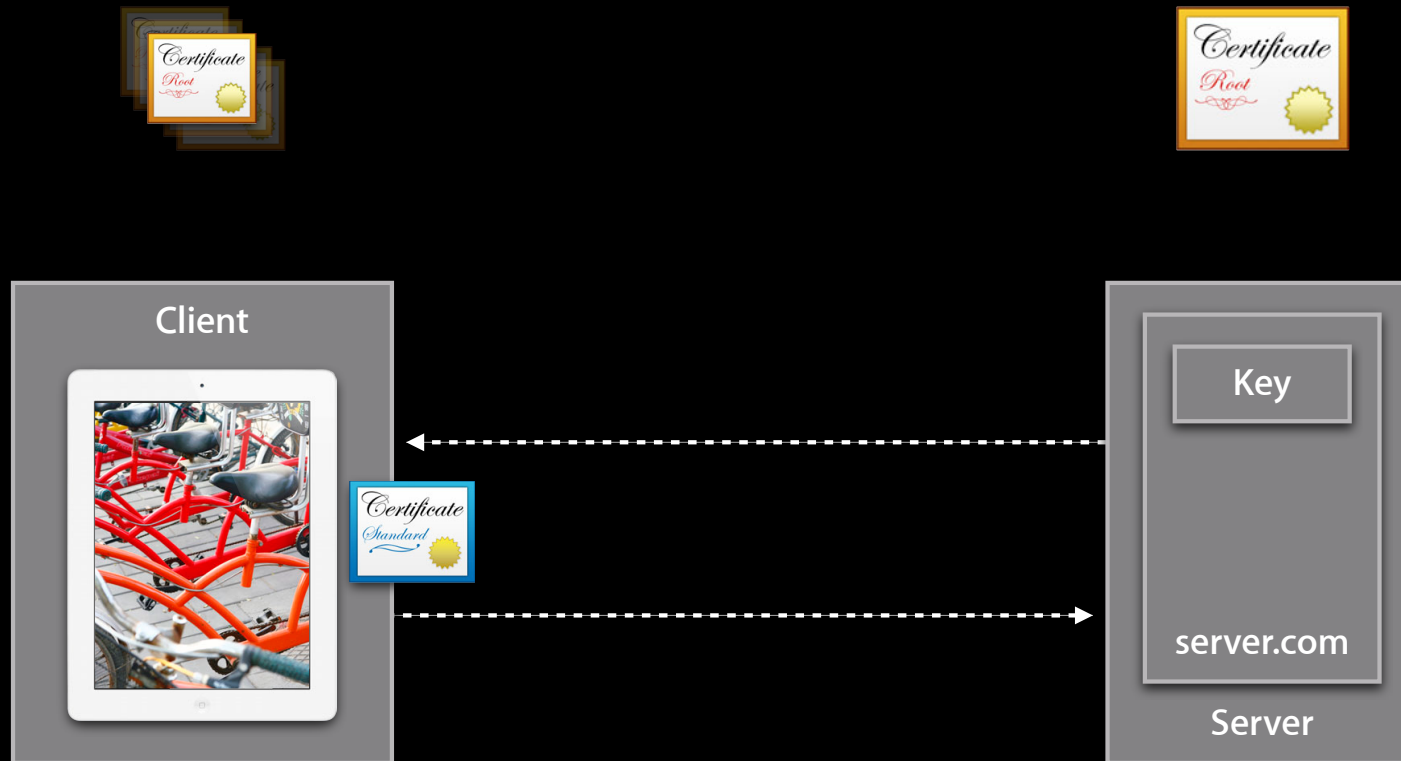 Certificate
Root
Certificate
Root
Client
Key
Certificate
Standard
server.com
Server